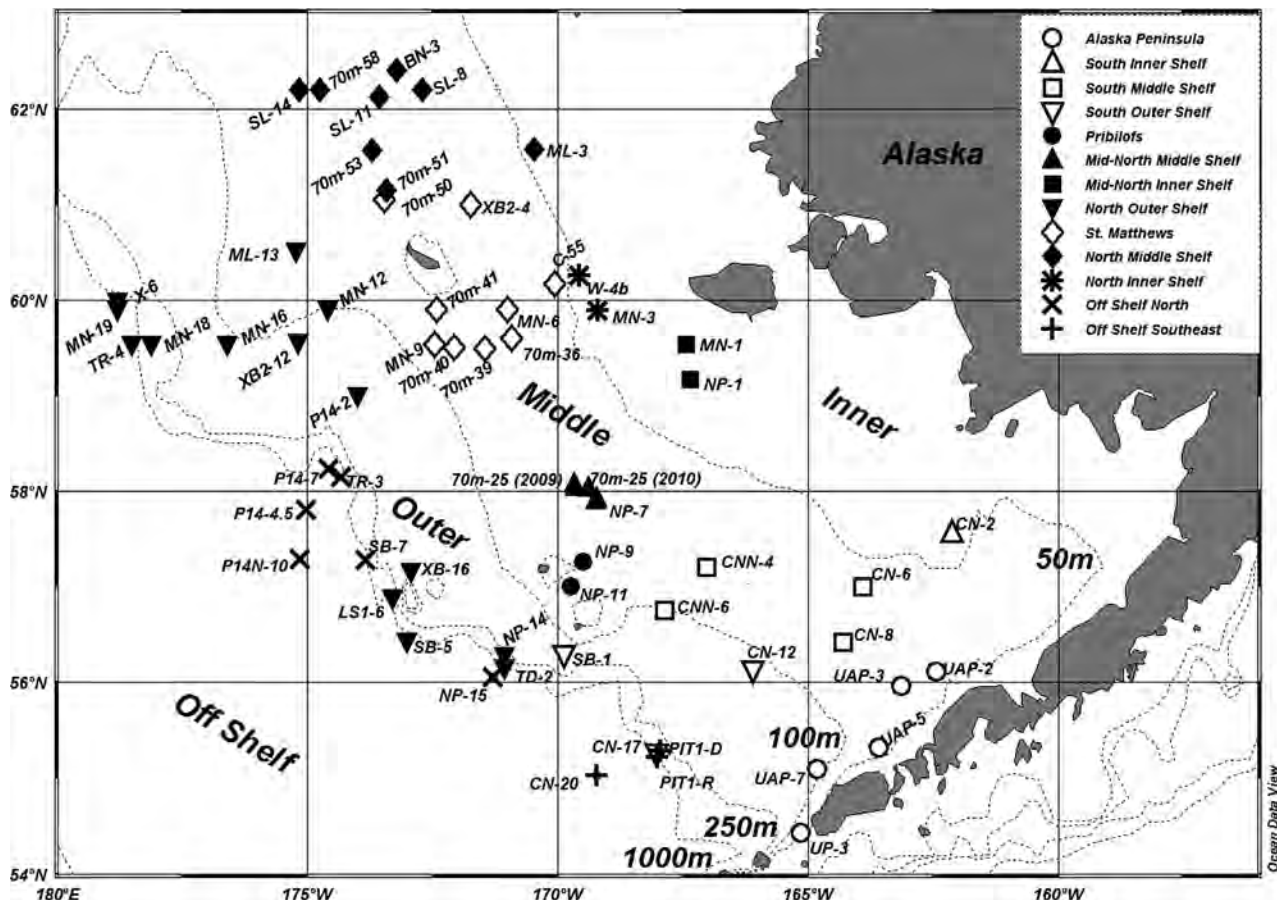 BN-3
70m-58
SL-8
SL-14
SL-11
62°N
ML-3
70m-53
70m-51
70m-50
XB2-4
Alaska
Alaska Peninsula
South Inner Shelf
South Middle Shelf
South Outer Shelf
Pribilofs
Mid-North Middle Shelf
Mid-North Inner Shelf
North Outer Shelf
St. Matthews
North Middle Shelf
North Inner Shelf
Off Shelf North
Off Shelf Southeast
ML-13
C-55
W-4b
60°N
X-6
MN-12
70m-41
MN-3
MN-19
MN-18
MN-16
MN-6
TR-4
XB2-12
MN-9
70m-40
70m-39
70m-36
MN-1
NP-1
P14-2
Middle
Inner
P14-7
TR-3
70m-25 (2009)
70m-25 (2010)
58°N
NP-7
P14-4.5
Outer
CN-2
SB-7
NP-9
CNN-4
50m
P14N-10
XB-16
CN-6
NP-11
LS1-6
CNN-6
NP-14
SB-5
SB-1
CN-12
CN-8
56°N
TD-2
UAP-3
UAP-2
NP-15
Off Shelf
CN-17
PIT1-D
100m
UAP-5
CN-20
PIT1-R
UAP-7
250m
UP-3
1000m
54°N
180°E
175°W
170°W
165°W
160°W
Ocean Data View